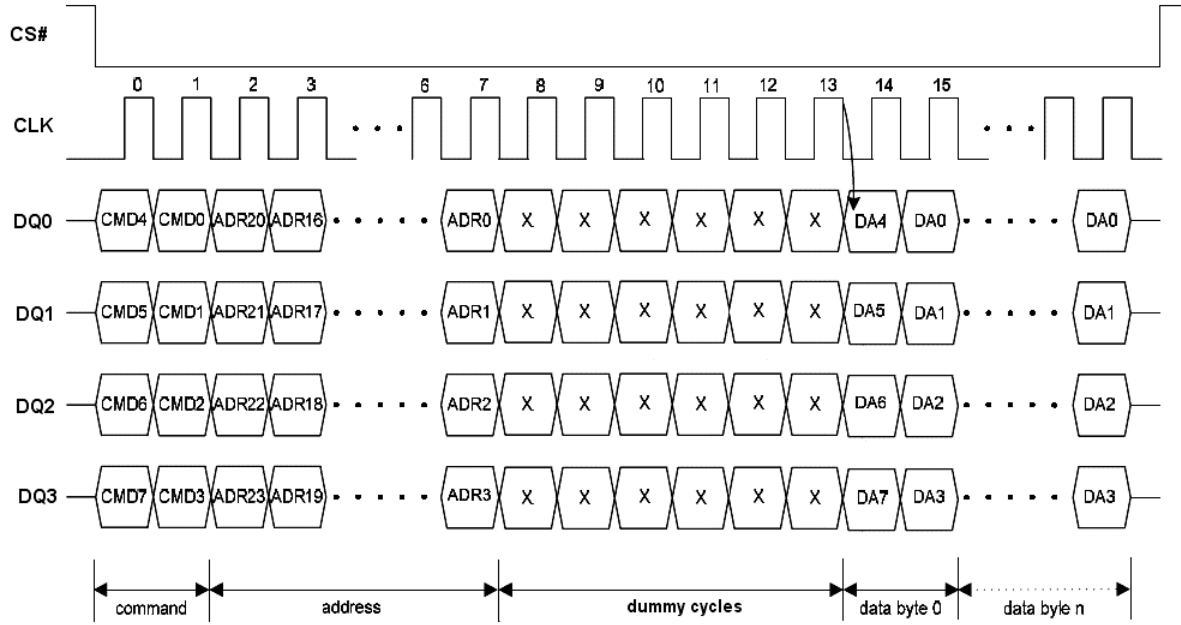 CS#
0 1 2 3 6 7 8 9 10 11 12 13 14 15
CLK
DQ0 CMD4 CMD0 ADR20 ADR16 ADR0 X X X X X X DA4 DA0 DA0
DQ1 CMD5 CMD1 ADR21 ADR17 ADR1 X X X X X X DA5 DA1 DA1
DQ2 CMD6 CMD2 ADR22 ADR18 ADR2 X X X X X X DA6 DA2 DA2
DQ3 CMD7 CMD3 ADR23 ADR19 ADR3 X X X X X X DA7 DA3 DA3
command address dummy cycles data byte 0 data byle n